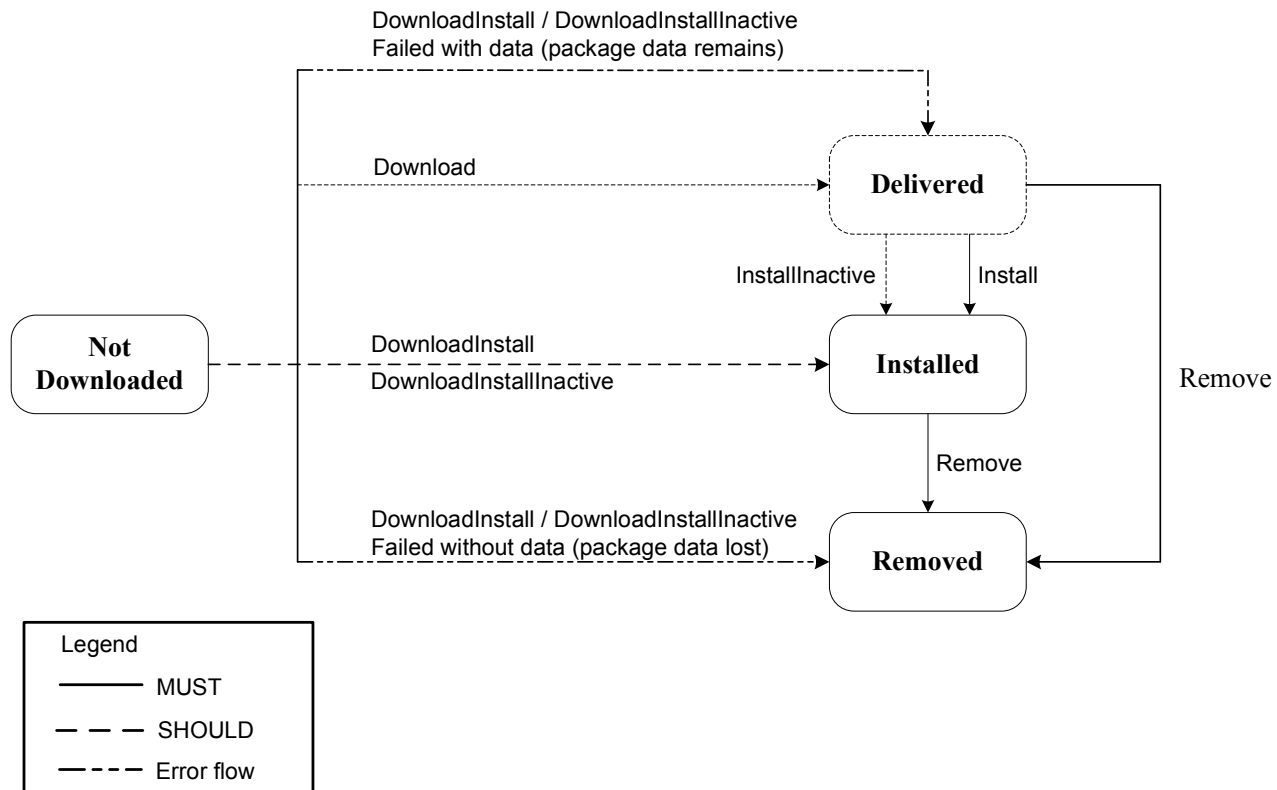 DownloadInstall / DownloadInstallInactive
Failed with data (package data remains)
Download
Delivered
InstallInactive
Install
Not
Downloaded
DownloadInstall
DownloadInstallInactive
Installed
Remove
Remove
DownloadInstall / DownloadInstallInactive
Failed without data (package data lost)
Removed
Legend
MUST
SHOULD
Error flow